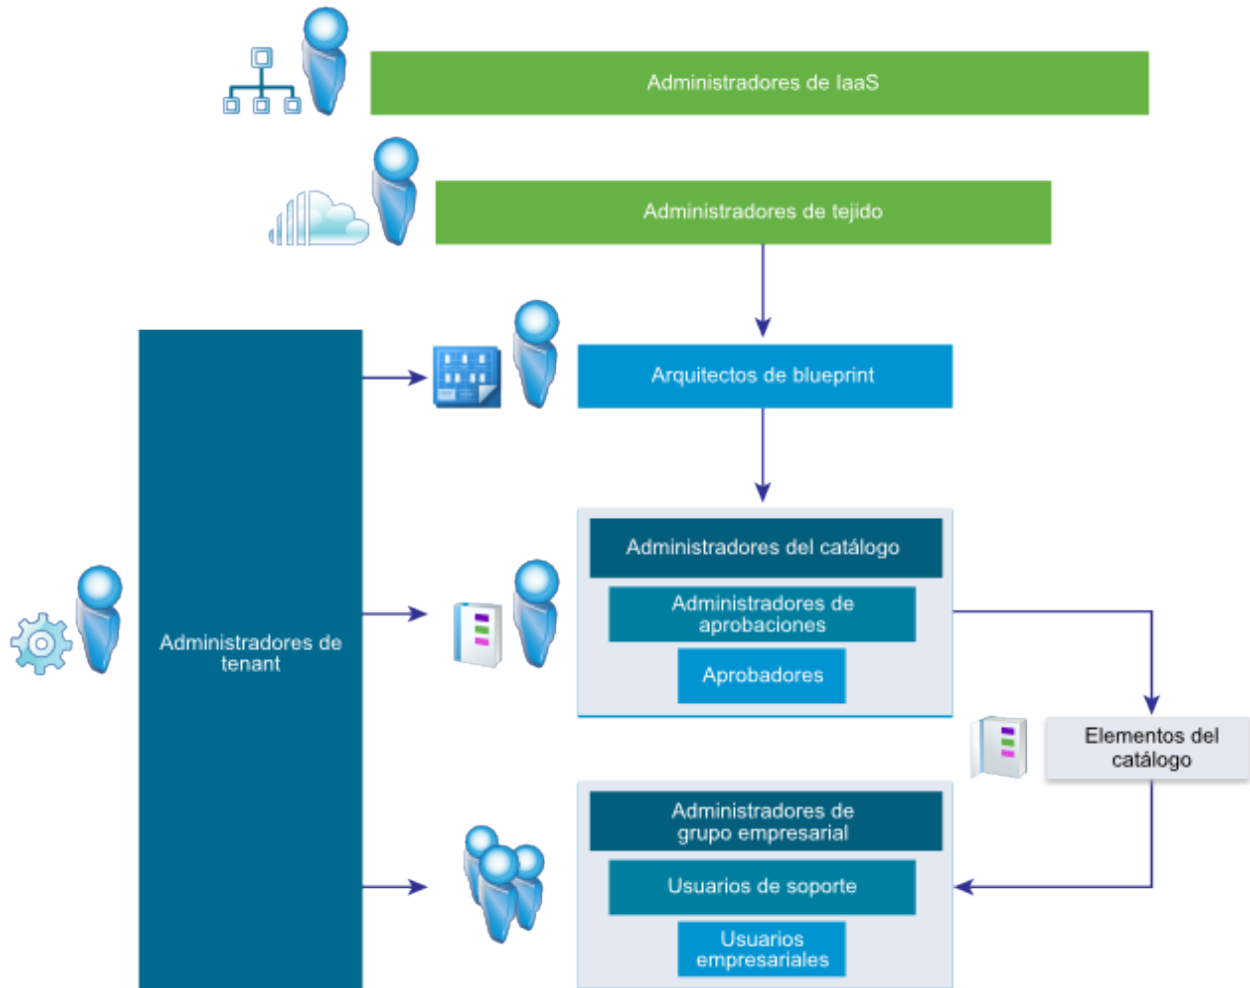 Administradores de IaaS
Administradores de tejido
Arquitectos de blueprint
Administradores de
tenant
Administradores del catálogo
Administradores de
aprobaciones
Aprobadores
Elementos del
catálogo
Administradores de
grupo empresarial
Usuarios de soporte
Usuarios
empresariales